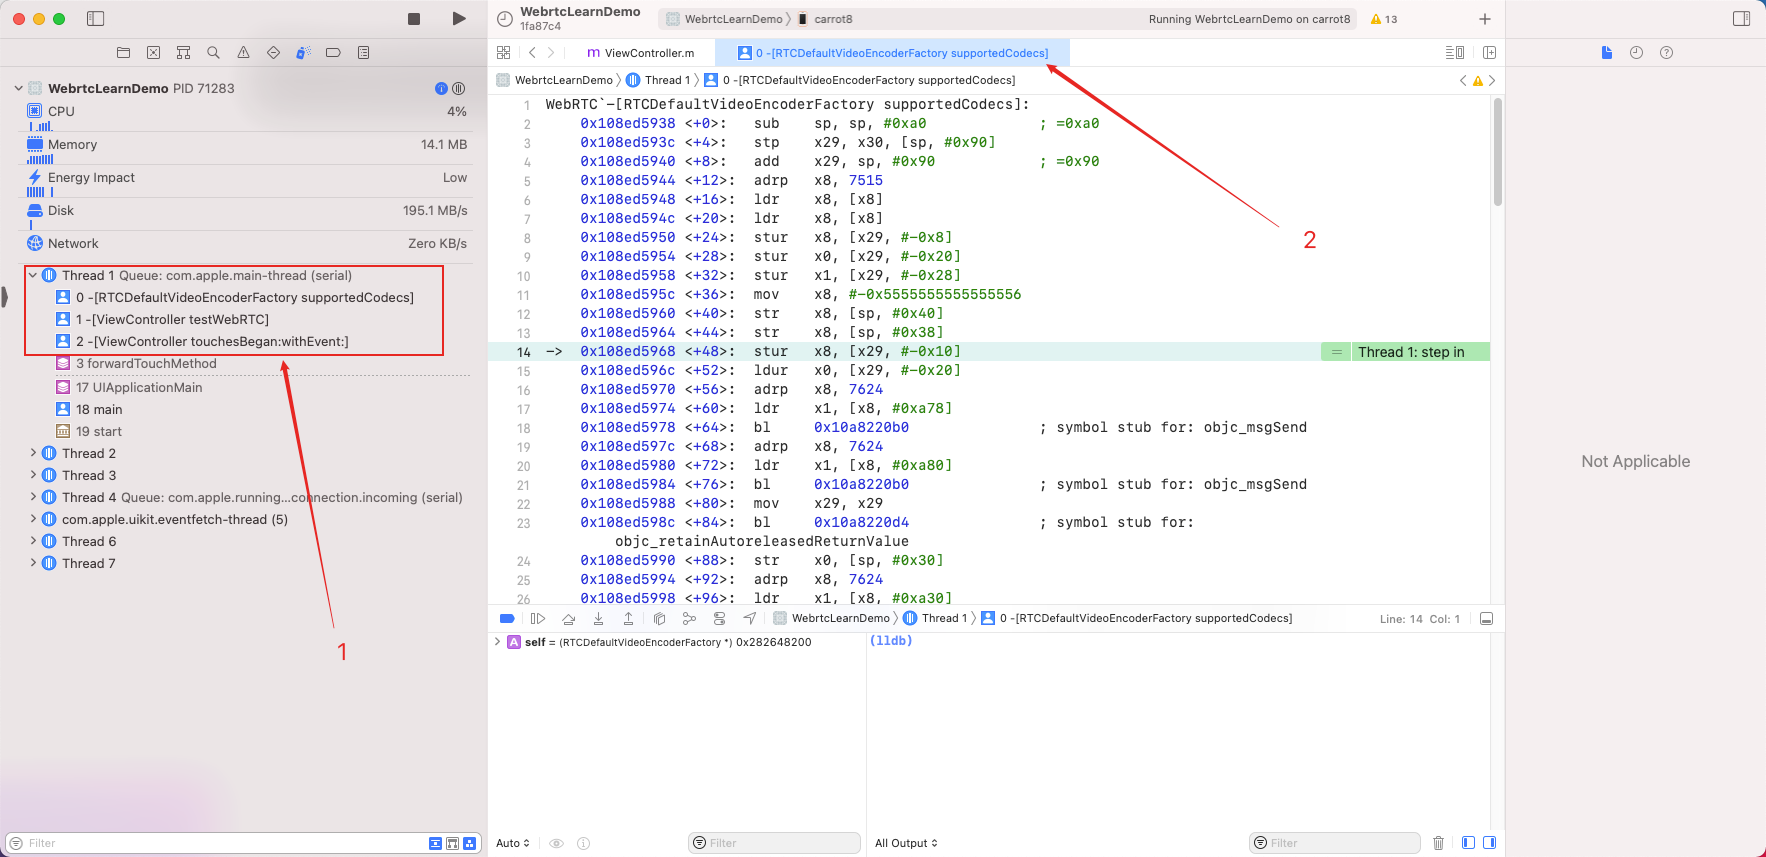 WebrtcLearnDemo PID 71283
CPU 4%
Memory 14.1 MB
Energy Impact Low
Disk 195.1 MB/s
Network Zero KB/s
Thread 1 Queue: com.apple.main-thread (serial)
0 -[RTCDefaultVideoEncoderFactory supportedCodecs]
1 -[ViewController testWebRTC]
2 -[ViewController touchesBegan:withEvent:]
3 forwardTouchMethod
17 UIApplicationMain
18 main
19 start
Thread 2
Thread 3
Thread 4 Queue: com.apple.running...connection.incoming (serial)
com.apple.uikit.eventfetch-thread (5)
Thread 6
Thread 7
1
Filter
WebrtcLearnDemo
1fa87c4
WebrtcLearnDemo carrot8
Running WebrtcLearnDemo on carrot8
13
m ViewController.m
0 -[RTCDefaultVideoEncoderFactory supportedCodecs]
WebrtcLearnDemo Thread 1 0 -[RTCDefaultVideoEncoderFactory supportedCodecs]
1 WebRTC`-[RTCDefaultVideoEncoderFactory supportedCodecs]:
2 0x108ed5938 <+0>: sub sp, sp, #0xa0 ; =0xa0
3 0x108ed593c <+4>: stp x29, x30, [sp, #0x90]
4 0x108ed5940 <+8>: add x29, sp, #0x90 ; =0x90
5 0x108ed5944 <+12>: adrp x8, 7515
6 0x108ed5948 <+16>: ldr x8, [x8]
7 0x108ed594c <+20>: ldr x8, [x8]
8 0x108ed5950 <+24>: stur x8, [x29, #-0x8]
9 0x108ed5954 <+28>: stur x0, [x29, #-0x20]
10 0x108ed5958 <+32>: stur x1, [x29, #-0x28]
11 0x108ed595c <+36>: mov x8, #-0x5555555555555556
12 0x108ed5960 <+40>: str x8, [sp, #0x40]
13 0x108ed5964 <+44>: str x8, [sp, #0x38]
14 -> 0x108ed5968 <+48>: stur x8, [x29, #-0x10] = Thread 1: step in
15 0x108ed596c <+52>: ldur x0, [x29, #-0x20]
16 0x108ed5970 <+56>: adrp x8, 7624
17 0x108ed5974 <+60>: ldr x1, [x8, #0xa78]
18 0x108ed5978 <+64>: bl 0x10a8220b0 ; symbol stub for: objc_msgSend
19 0x108ed597c <+68>: adrp x8, 7624
20 0x108ed5980 <+72>: ldr x1, [x8, #0xa80]
21 0x108ed5984 <+76>: bl 0x10a8220b0 ; symbol stub for: objc_msgSend
22 0x108ed5988 <+80>: mov x29, x29
23 0x108ed598c <+84>: bl 0x10a8220d4 ; symbol stub for:
objc_retainAutoreleasedReturnValue
24 0x108ed5990 <+88>: str x0, [sp, #0x30]
25 0x108ed5994 <+92>: adrp x8, 7624
26 0x108ed5998 <+96>: ldr x1, [x8, #0xa30]
2
WebrtcLearnDemo Thread 1 0 -[RTCDefaultVideoEncoderFactory supportedCodecs]
Line: 14 Col: 1
A self = (RTCDefaultVideoEncoderFactory *) 0x282648200
(lldb)
Auto
Filter
All Output
Filter
Not Applicable